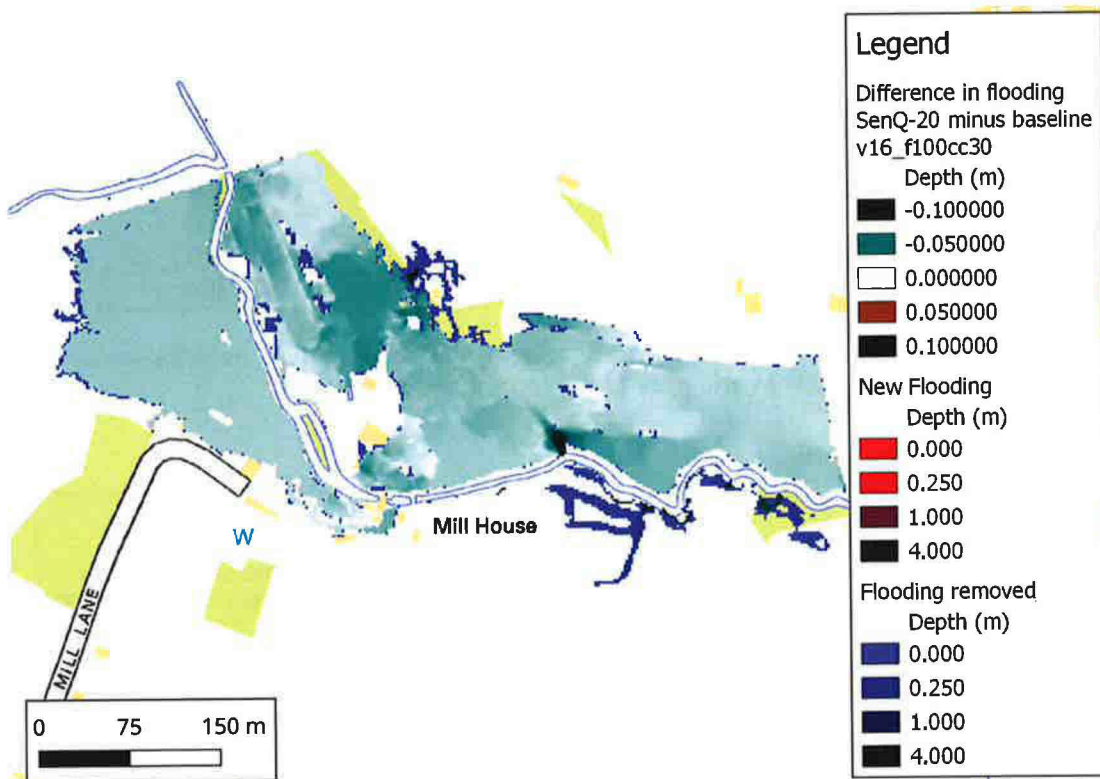 Legend
Difference in flooding
SenQ-20 minus baseline
v16_f100cc30
Depth (m)
-0.100000
-0.050000
0.000000
0.050000
0.100000
New Flooding
Depth (m)
0.000
0.250
1.000
4.000
Flooding removed
Depth (m)
0.000
0.250
1.000
4.000
Mill House
W
MILL LANE
0 75 150 m